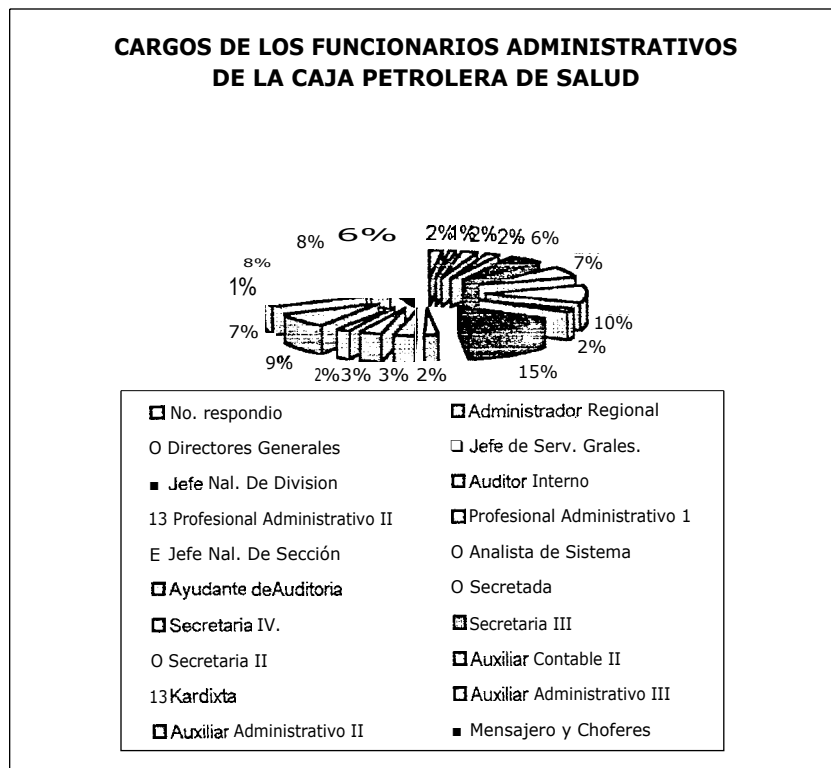 CARGOS DE LOS FUNCIONARIOS ADMINISTRATIVOS
DE LA CAJA PETROLERA DE SALUD
8% 6% 2% 1% 2% 2% 6%
8% 7%
1%
7% 10%
9% 2%
2% 3% 3% 2% 15%
No. respondio Administrador Regional
O Directores Generales Jefe de Serv. Grales.
Jefe Nal. De Division Auditor Interno
13 Profesional Administrativo II Profesional Administrativo 1
E Jefe Nal. De Sección O Analista de Sistema
Ayudante deAuditoria O Secretada
Secretaria IV. Secretaria III
O Secretaria II Auxiliar Contable II
13 Kardixta Auxiliar Administrativo III
Auxiliar Administrativo II Mensajero y Choferes